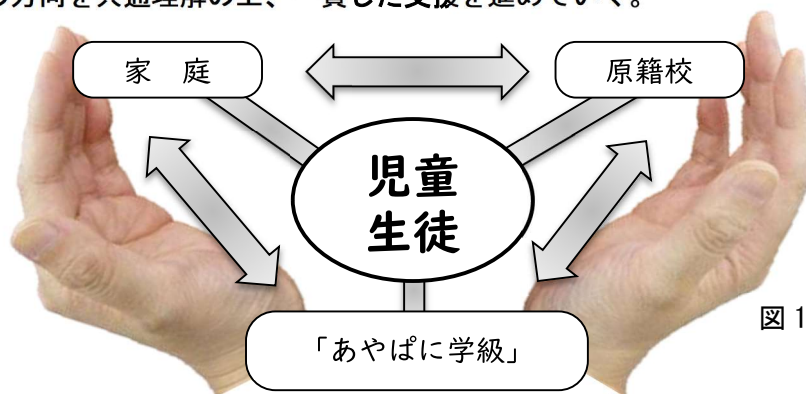 方向を共通理解の上、一貫した支援を進めていく。
家 庭
原籍校
児童
生徒
「あやぱに学級」
図1